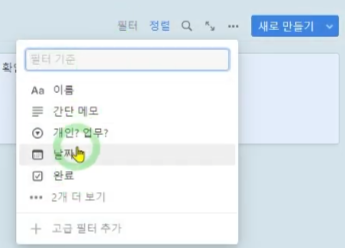 필터 정렬 ••• 새로 만들기
필터 기준
Aa 이름
간단 메모
개인? 업무?
날짜
완료
••• 2개 더 보기
+ 고급 필터 추가